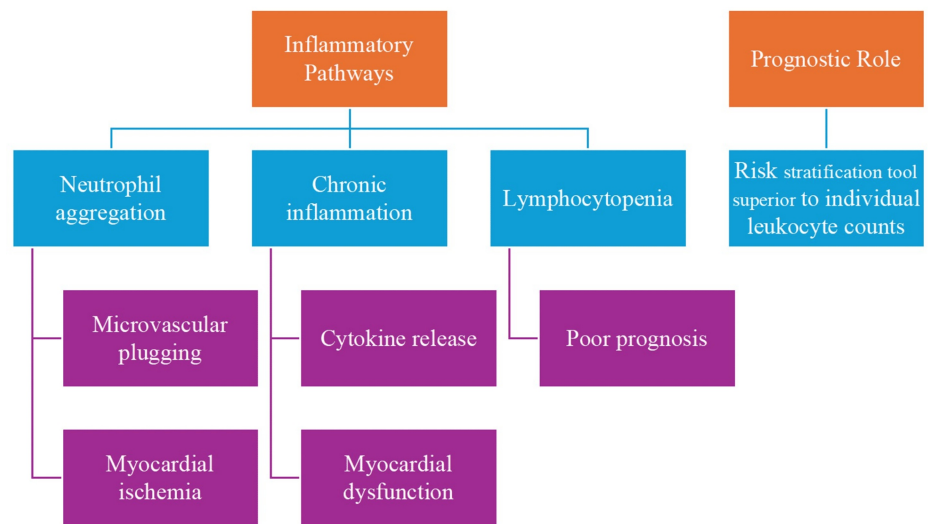 Inflammatory
Pathways
Prognostic Role
Neutrophil
aggregation
Chronic
inflammation
Lymphocytopenia
Risk stratification tool
superior to individual
leukocyte counts
Microvascular
plugging
Cytokine release
Poor prognosis
Myocardial
ischemia
Myocardial
dysfunction